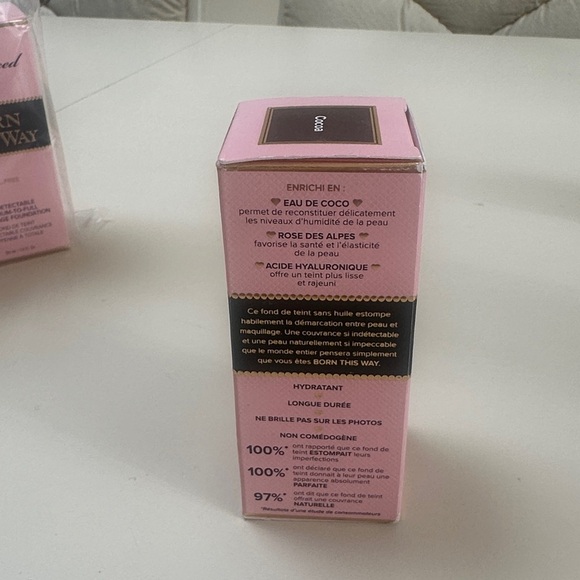 Cocoa
ENRICHI EN :
EAU DE COCO
permet de reconstituer délicatement
les niveaux d'humidité de la peau
ROSE DES ALPES
favorise la santé et l'élasticité
de la peau
ACIDE HYALURONIQUE
offre un teint plus lisse
et rajeuni
Ce fond de teint sans huile estompe
habilement la démarcation entre peau et
maquillage. Une couvrance si indétectable
et une peau naturellement si impeccable
que le monde entier pensera simplement
que vous êtes BORN THIS WAY.
HYDRATANT
LONGUE DURÉE
NE BRILLE PAS SUR LES PHOTOS
NON COMÉDOGÈNE
100%* ont rapporté que ce fond de
teint ESTOMPAIT leurs
imperfections
100%* ont déclaré que ce fond de
teint donnait à leur peau une
apparence absolument
PARFAITE
97%* ont dit que ce fond de teint
offrait une couvrance
NATURELLE
*Résultats d'une étude de consommateurs
WAY
FOUNDATION